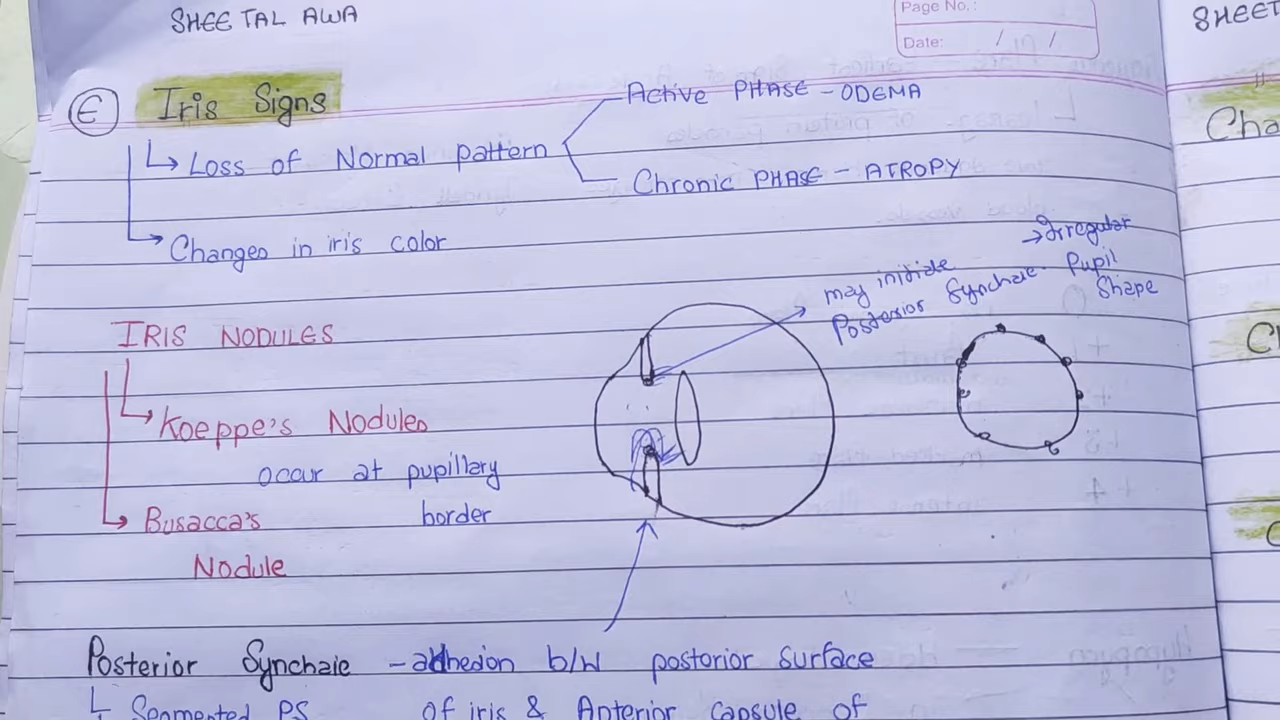 SHEETAL AWA
Page No.:
Date: / /
SHEET
E Iris Signs
Active PHASE - ODEMA
Loss of Normal pattern
Chronic PHASE - ATROPY
Changes in iris color
Irregular
Pupil
Shape
may initiate
Posterior Synchaie
IRIS NODULES
Koeppe's Nodules
occur at pupillary
border
Busacca's
Nodule
Posterior Synchaie - adhedion b/w posterior surface
Segmented PS of iris & Anterior capsule of
Cha